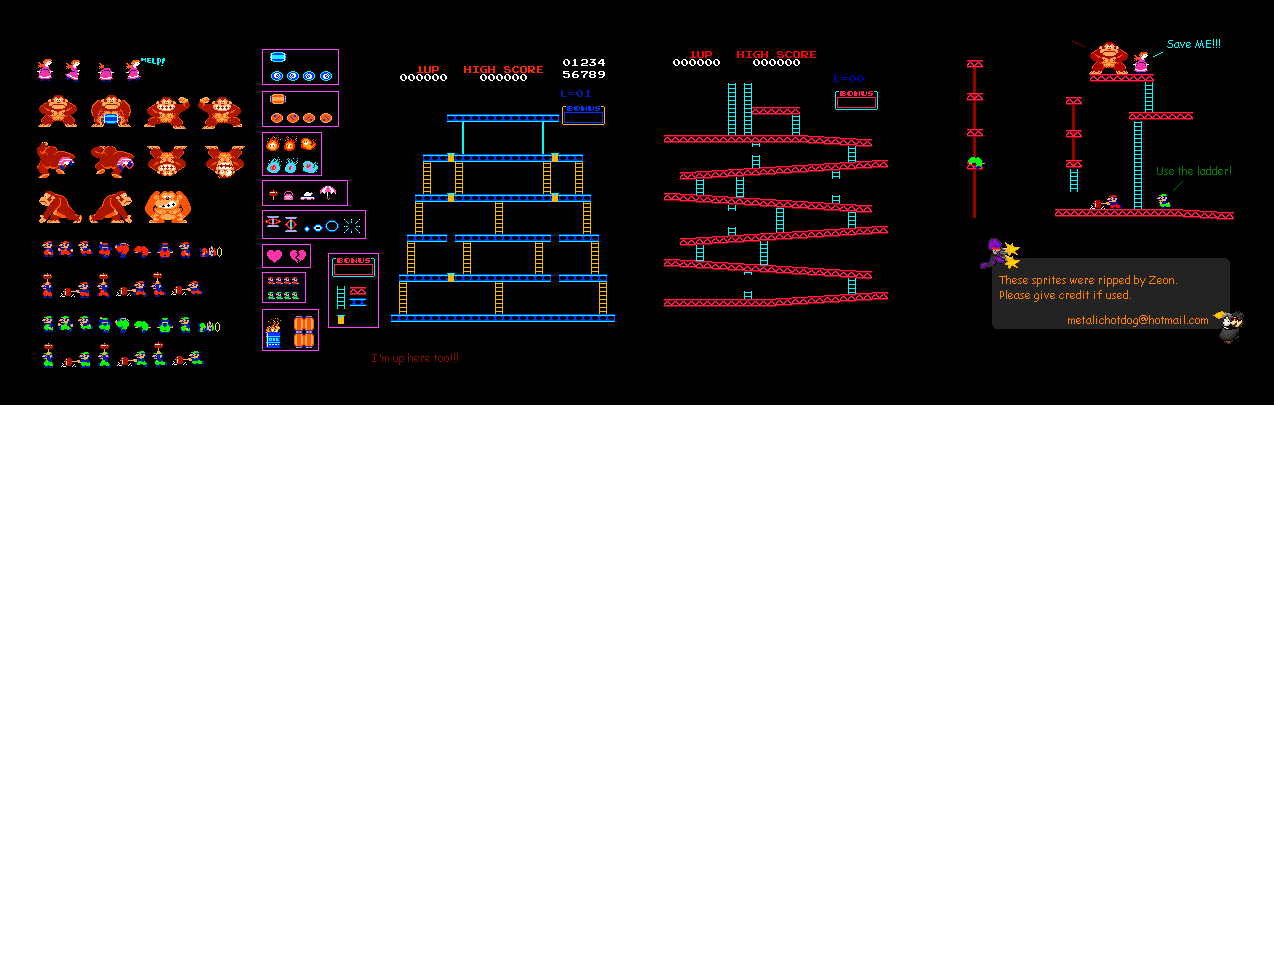 HELP!
1UP HIGH SCORE
000000 000000
01234
56789
L=01
BONUS
1UP HIGH SCORE
000000 000000
L=00
BONUS
Save ME!!!
Use the ladder!
BONUS
OIL
I'm up here too!!!
These sprites were ripped by Zeon.
Please give credit if used.
metalichotdog@hotmail.com